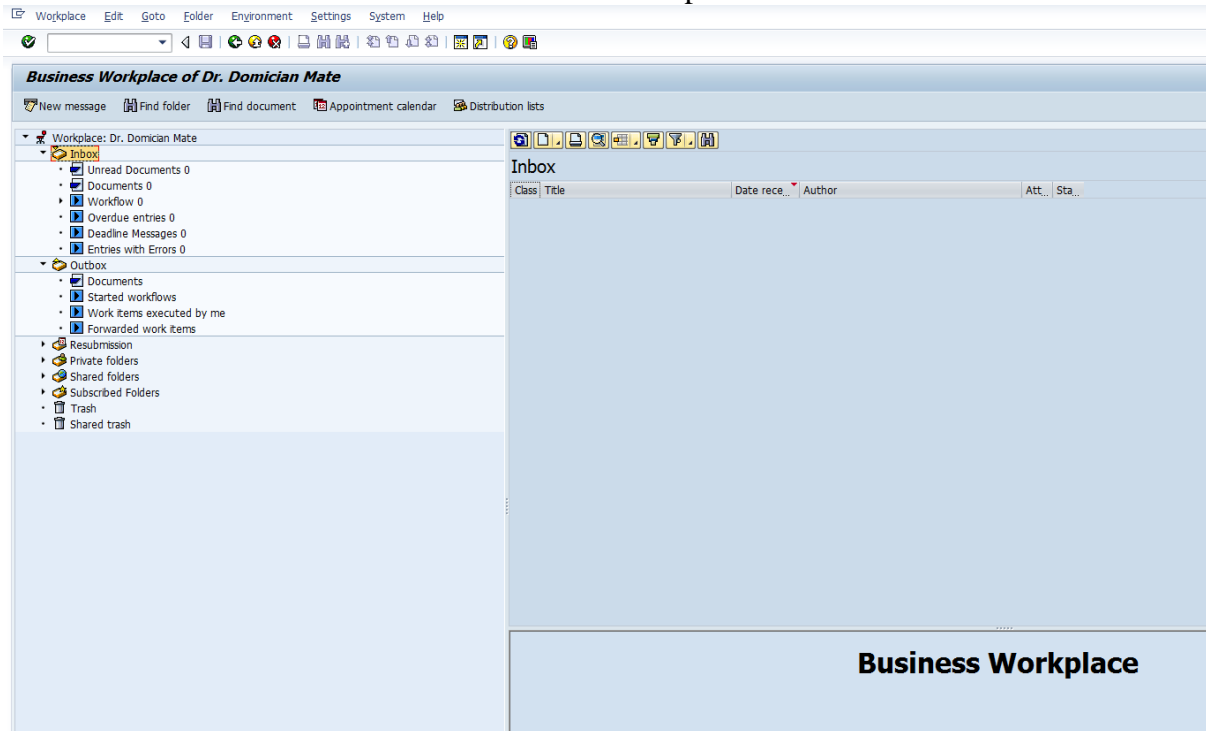 Workplace Edit Goto Folder Environment Settings System Help
Business Workplace of Dr. Domician Mate
New message Find folder Find document Appointment calendar Distribution lists
Workplace: Dr. Domician Mate
Inbox
Unread Documents 0
Documents 0
Workflow 0
Overdue entries 0
Deadline Messages 0
Entries with Errors 0
Outbox
Documents
Started workflows
Work items executed by me
Forwarded work items
Resubmission
Private folders
Shared folders
Subscribed Folders
Trash
Shared trash
Inbox
Class Title Date rece... Author Att... Sta...
Business Workplace